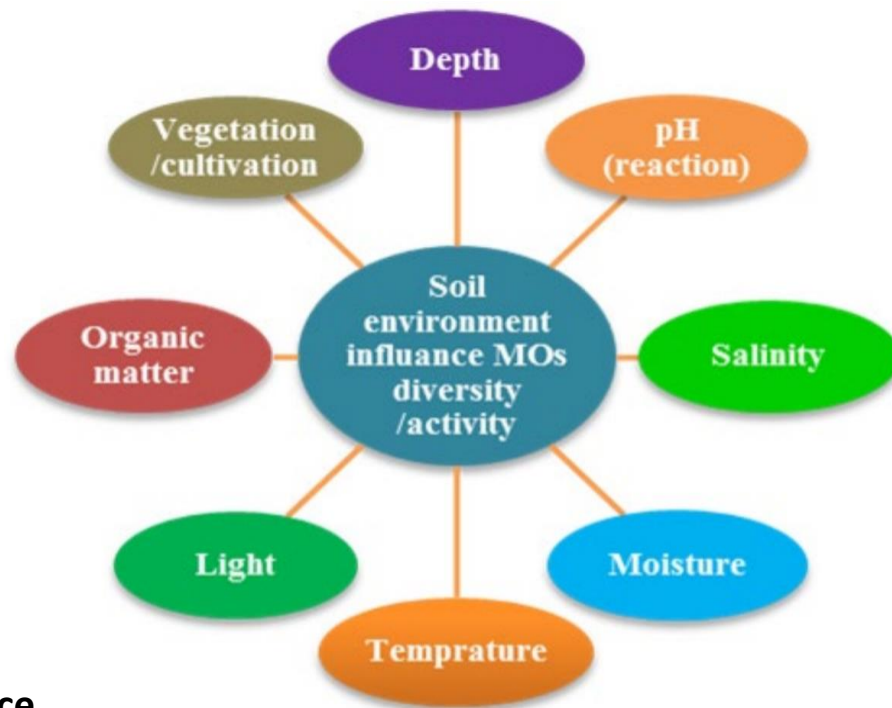 Depth
Vegetation
/cultivation
pH
(reaction)
Soil
environment
influance MOs
diversity
/activity
Organic
matter
Salinity
Light
Moisture
Temprature